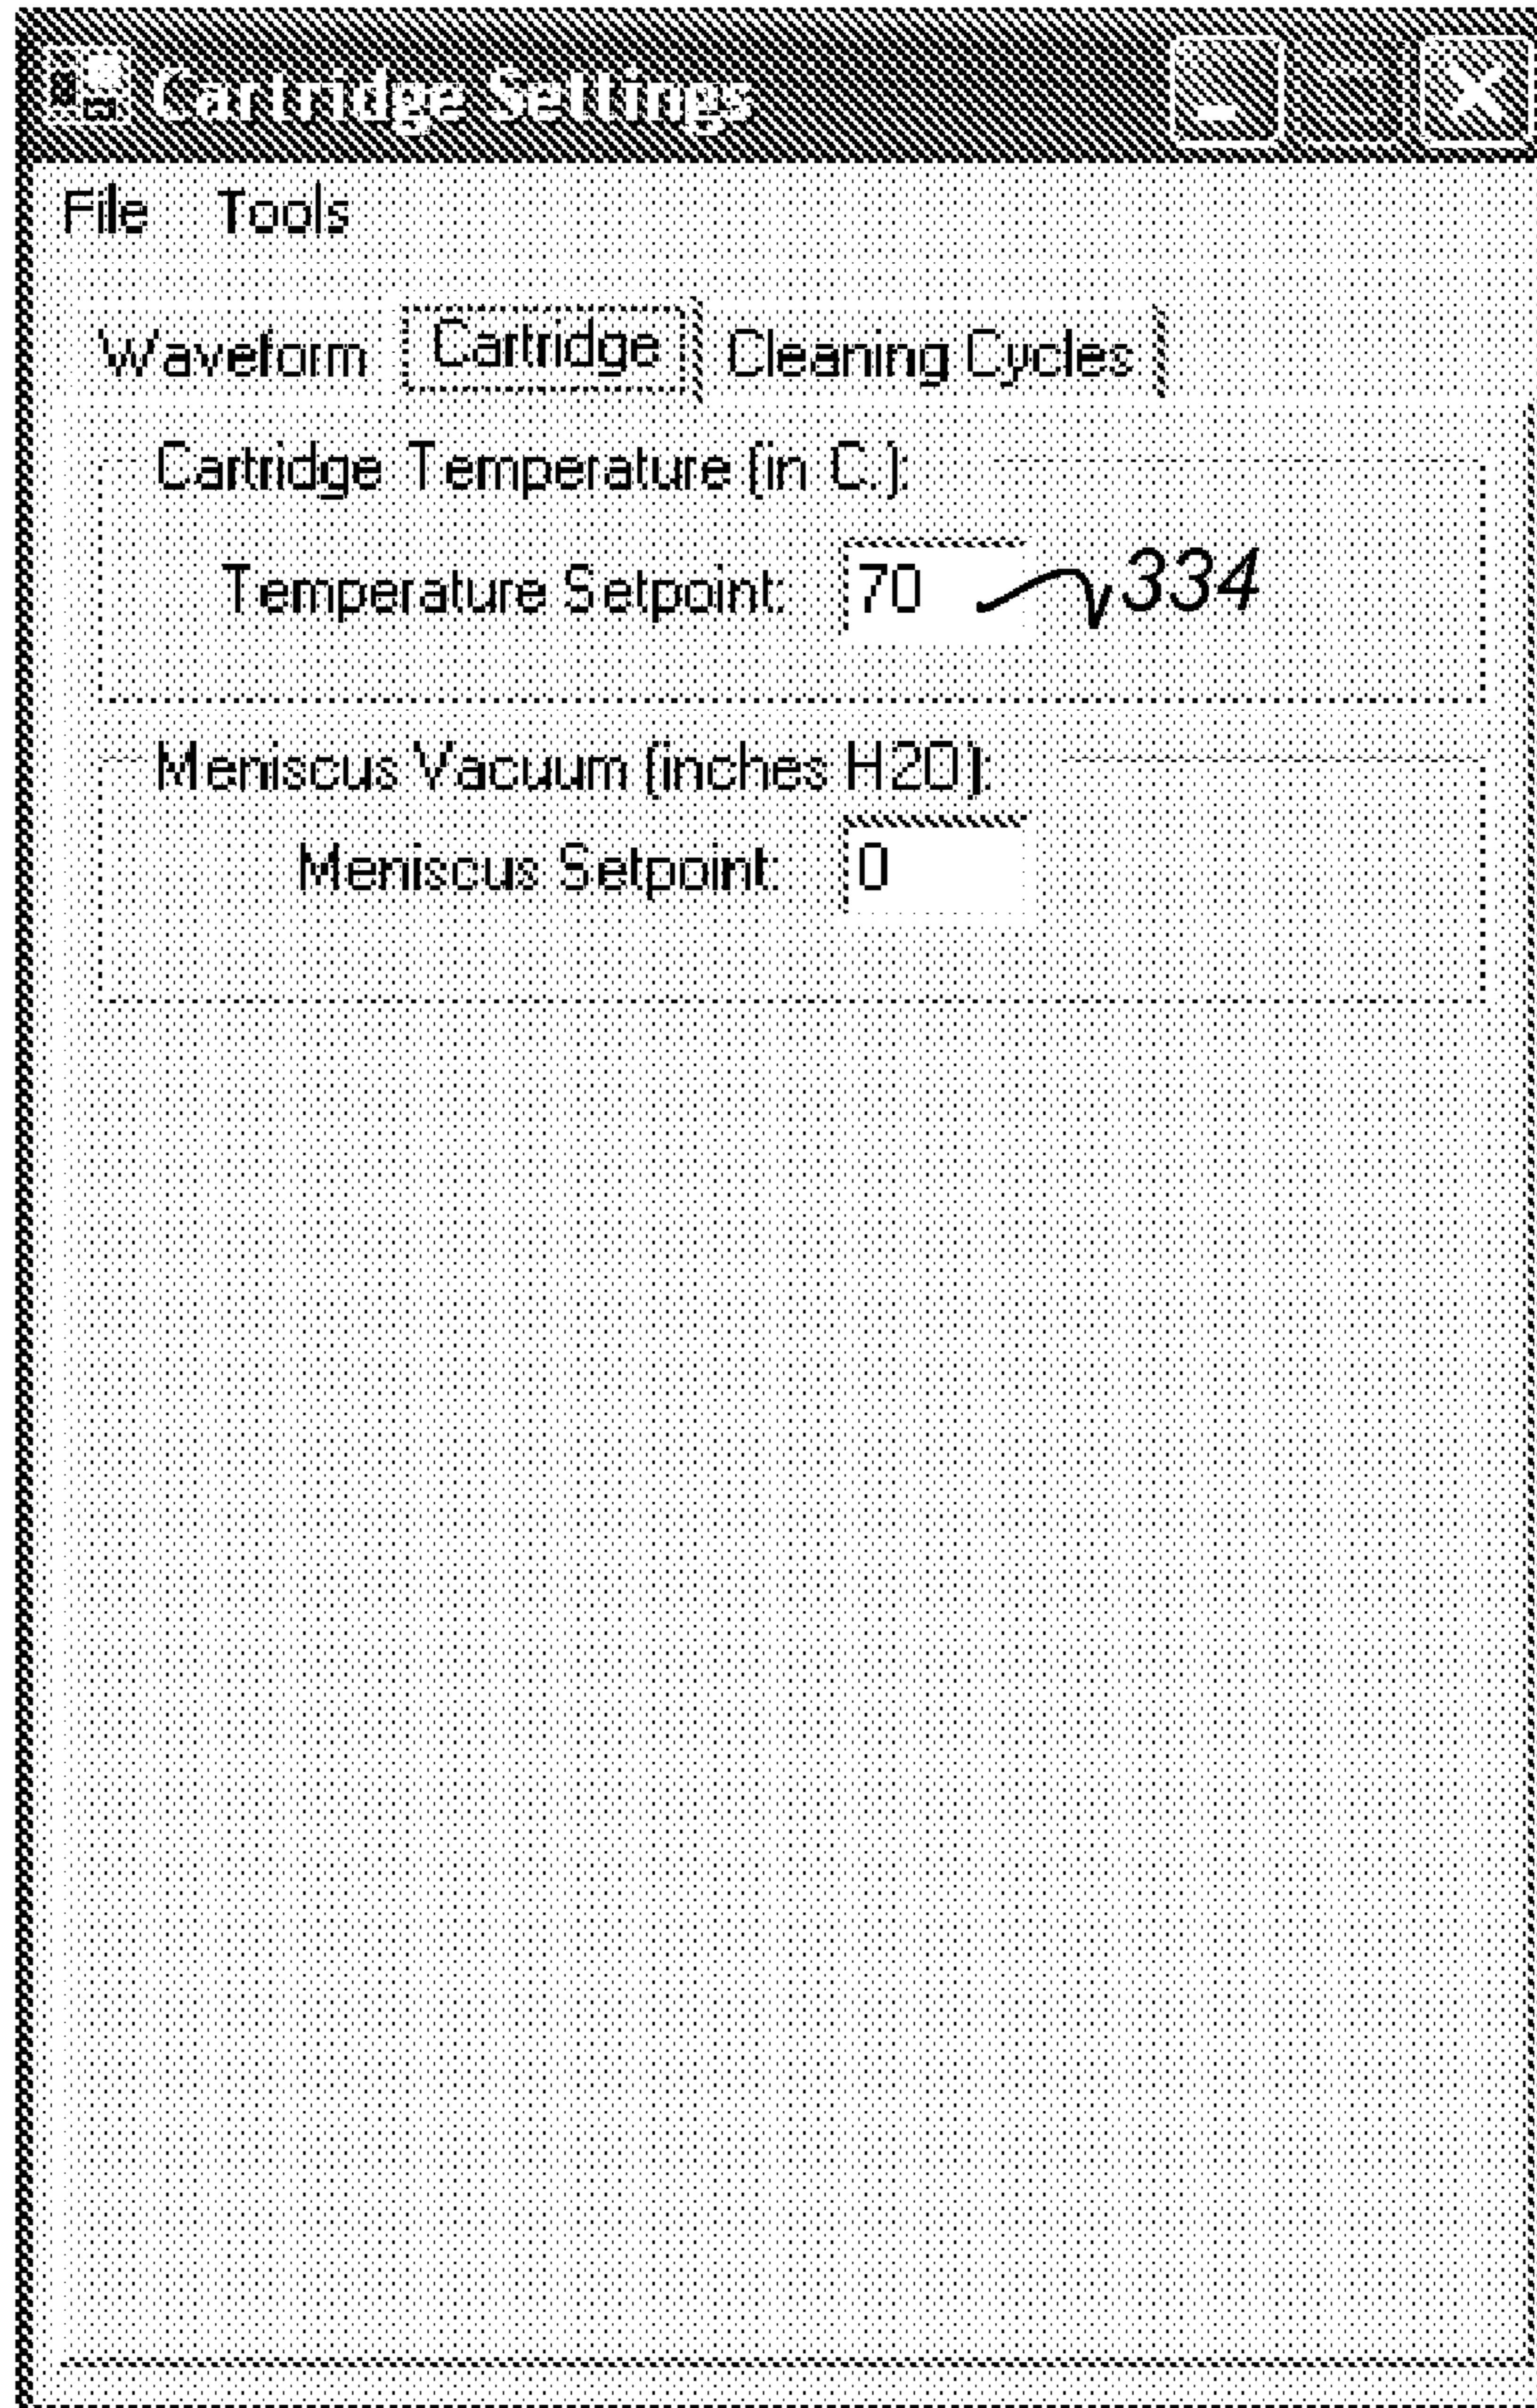 Cartridge Settings
File Tools
Waveform Cartridge Cleaning Cycles
Cartridge Temperature (in C.):
Temperature Setpoint: 70 334
Meniscus Vacuum (inches H2O):
Meniscus Setpoint: 0